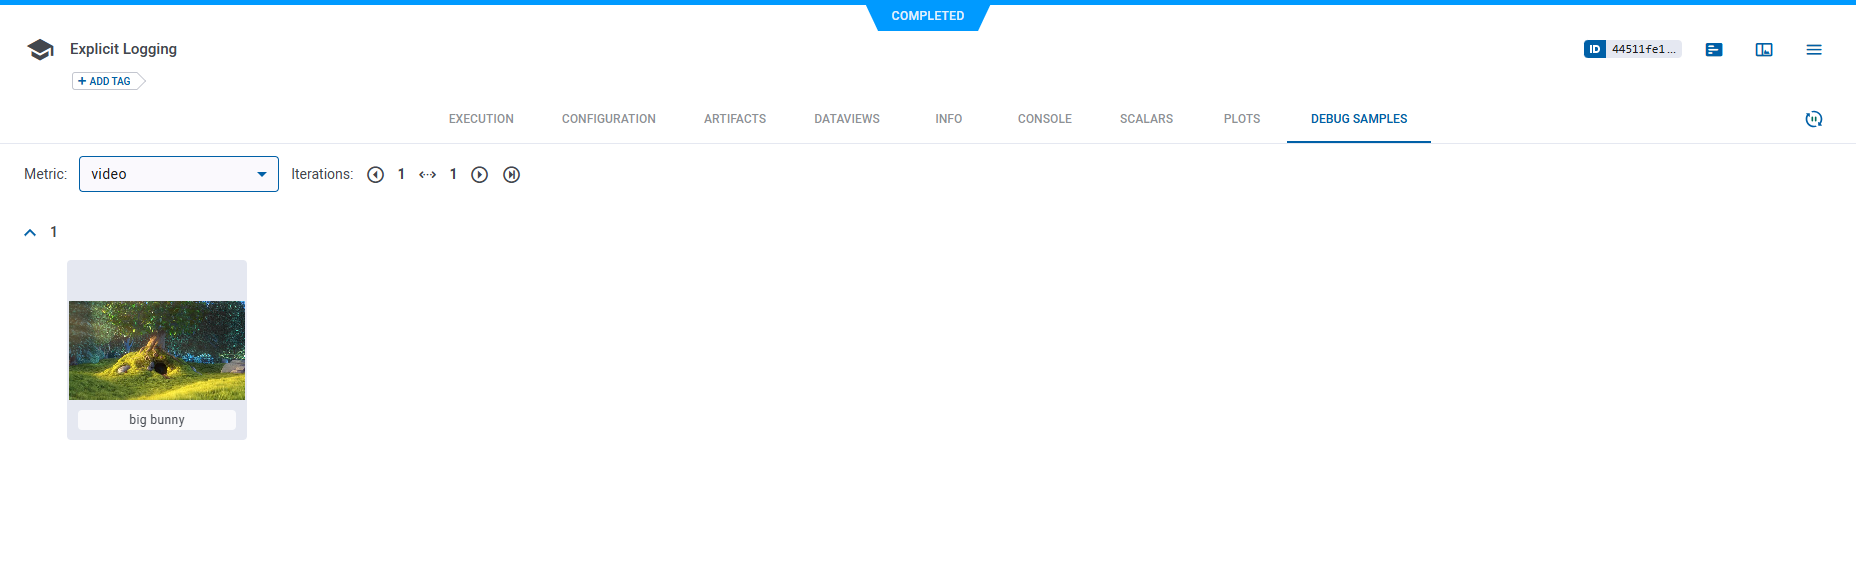 COMPLETED
Explicit Logging
ID 44511fe1...
+ ADD TAG
EXECUTION CONFIGURATION ARTIFACTS DATAVIEWS INFO CONSOLE SCALARS PLOTS DEBUG SAMPLES
Metric: video Iterations: 1 1
1
big bunny